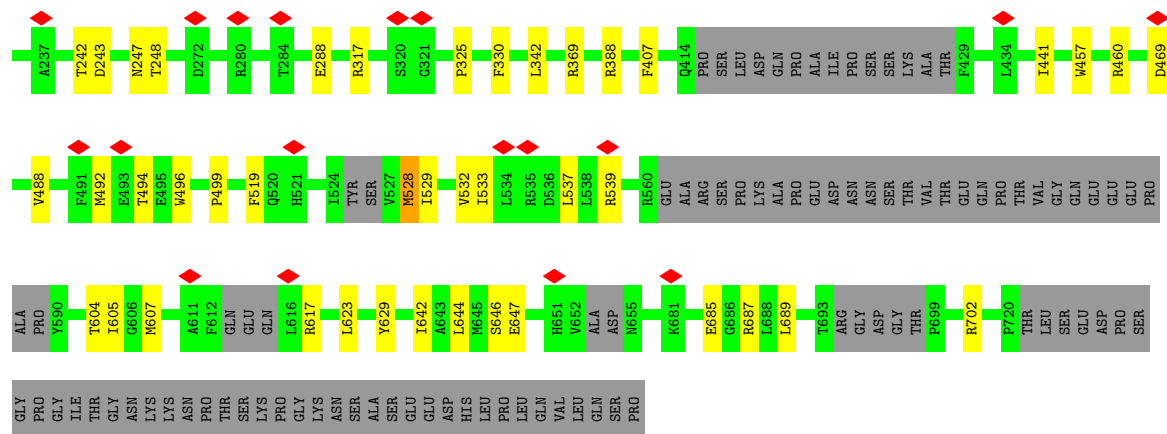 A237 T242 D243 N247 T248 D272 R280 T284 E288 R317 S320 G321 P325 F330 L342 R369 R388 F407 Q414 PRO SER LEU ASP GLN PRO ALA ILE PRO SER SER LYS ALA THR F429 L434 I441 W457 R460 D469
V488 F491 M492 E493 T494 E495 W496 P499 F519 Q520 H521 I524 TYR SER V527 M528 I529 V532 I533 L534 R535 D536 L537 L538 R539 R560 GLU ALA ARG SER PRO LYS ALA PRO GLU ASP ASN ASN SER THR VAL THR GLU GLN PRO THR VAL GLY GLN GLU GLU GLU PRO
ALA PRO Y590 T604 I605 G606 M607 A611 F612 GLN GLU GLN L616 R617 L623 Y629 I642 A643 L644 M645 S646 E647 H651 V652 ALA ASP N655 K681 E685 G686 R687 L688 L689 T693 ARG GLY ASP GLY THR P699 R702 P720 THR LEU SER GLU ASP PRO SER
GLY PRO GLY ILE THR GLY ASN LYS LYS ASN PRO THR SER LYS PRO GLY LYS ASN SER ALA SER GLU GLU ASP HIS LEU PRO LEU GLN VAL LEU GLN SER PRO